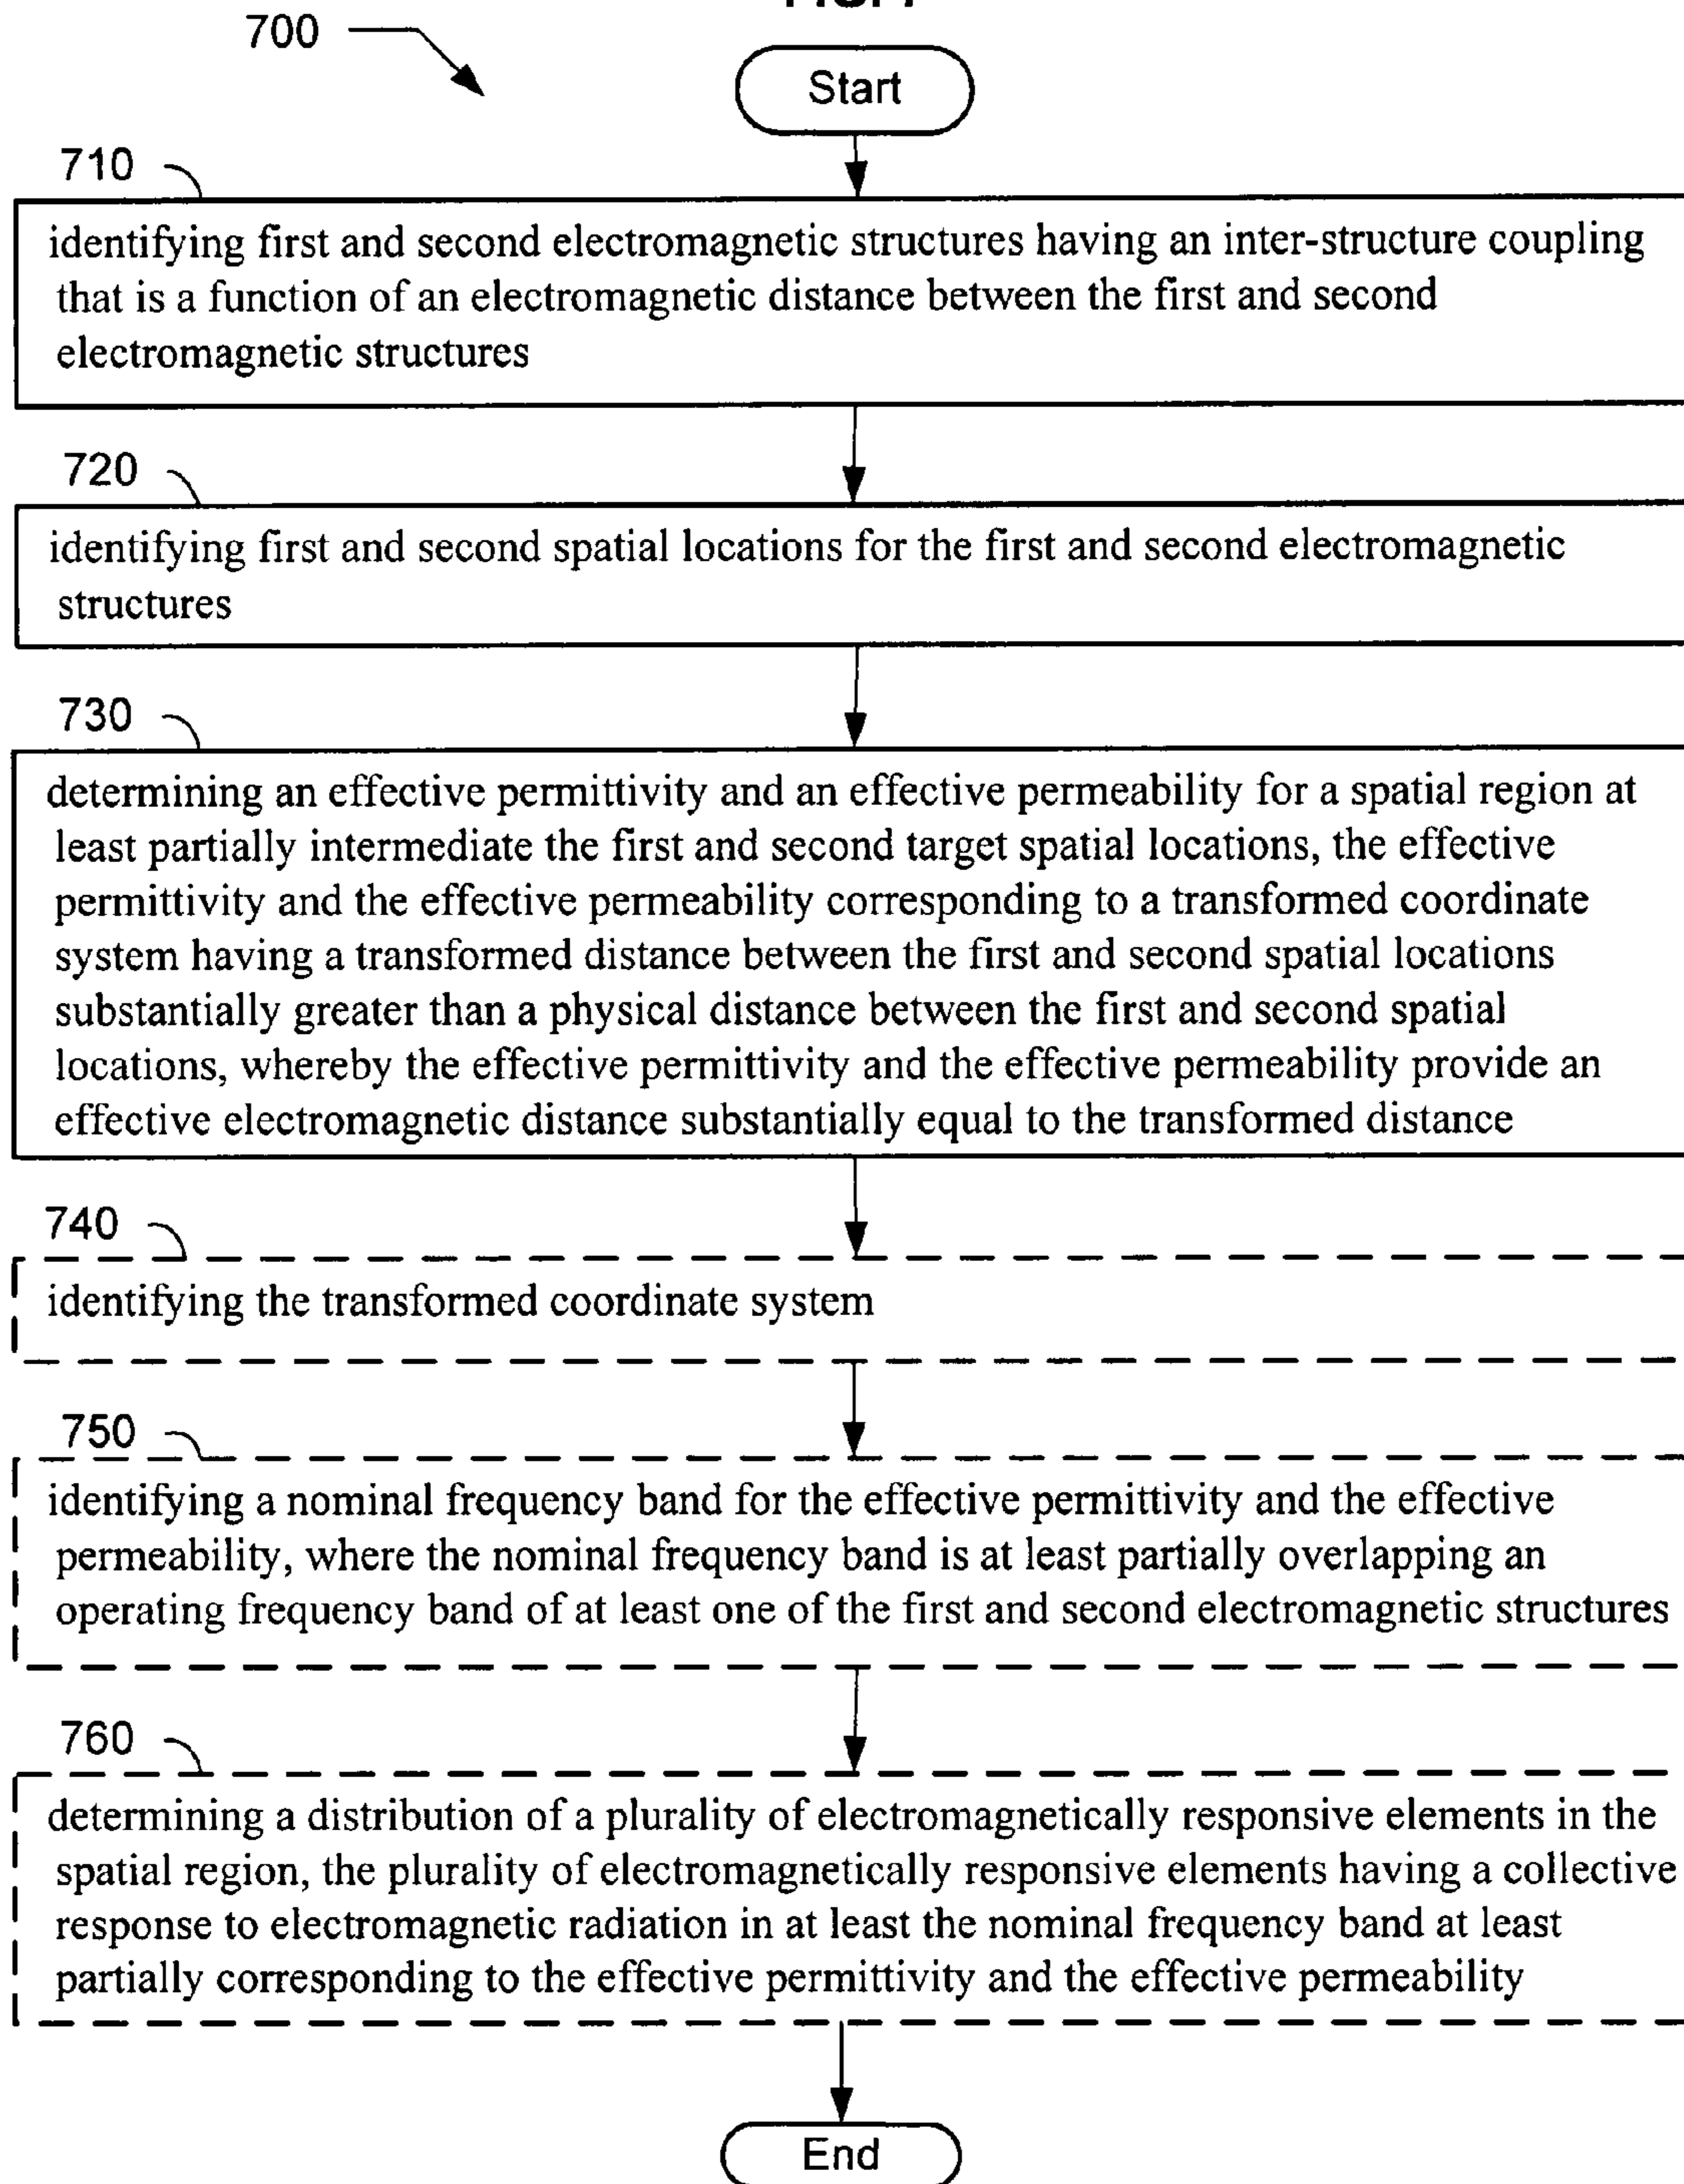 700
Start
710
identifying first and second electromagnetic structures having an inter-structure coupling
that is a function of an electromagnetic distance between the first and second
electromagnetic structures
720
identifying first and second spatial locations for the first and second electromagnetic
structures
730
determining an effective permittivity and an effective permeability for a spatial region at
least partially intermediate the first and second target spatial locations, the effective
permittivity and the effective permeability corresponding to a transformed coordinate
system having a transformed distance between the first and second spatial locations
substantially greater than a physical distance between the first and second spatial
locations, whereby the effective permittivity and the effective permeability provide an
effective electromagnetic distance substantially equal to the transformed distance
740
identifying the transformed coordinate system
750
identifying a nominal frequency band for the effective permittivity and the effective
permeability, where the nominal frequency band is at least partially overlapping an
operating frequency band of at least one of the first and second electromagnetic structures
760
determining a distribution of a plurality of electromagnetically responsive elements in the
spatial region, the plurality of electromagnetically responsive elements having a collective
response to electromagnetic radiation in at least the nominal frequency band at least
partially corresponding to the effective permittivity and the effective permeability
End